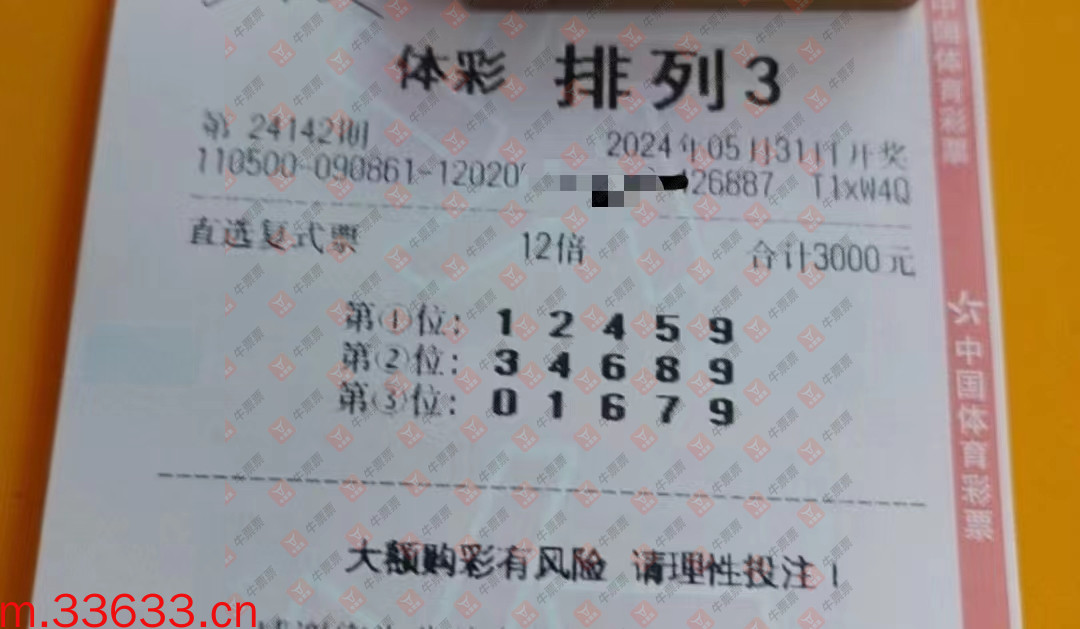 体彩 排列3
第 24142期 2024年05月31日开奖
110500-090861-12020 126887 T1xW4Q
直选复式票 12倍 合计3000元
第①位: 1 2 4 5 9
第②位: 3 4 6 8 9
第③位: 0 1 6 7 9
大额购彩有风险 请理性投注!
m.33633.cn
中国体育彩票
中国体育彩票
牛票票